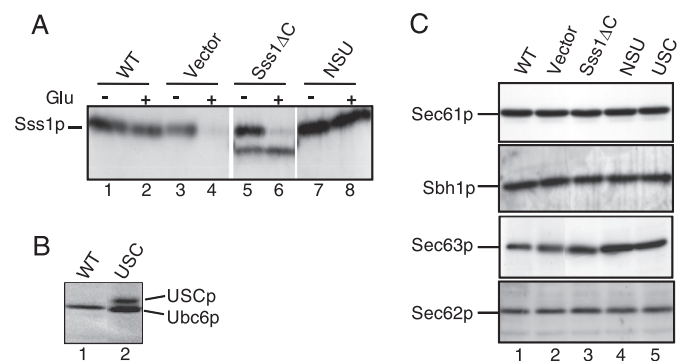 A
WT Vector Sss1ΔC NSU
Glu - + - + - + - +
Sss1p
1 2 3 4 5 6 7 8
B
WT USC
USCp
Ubc6p
1 2
C
WT Vector Sss1ΔC NSU USC
Sec61p
Sbh1p
Sec63p
Sec62p
1 2 3 4 5